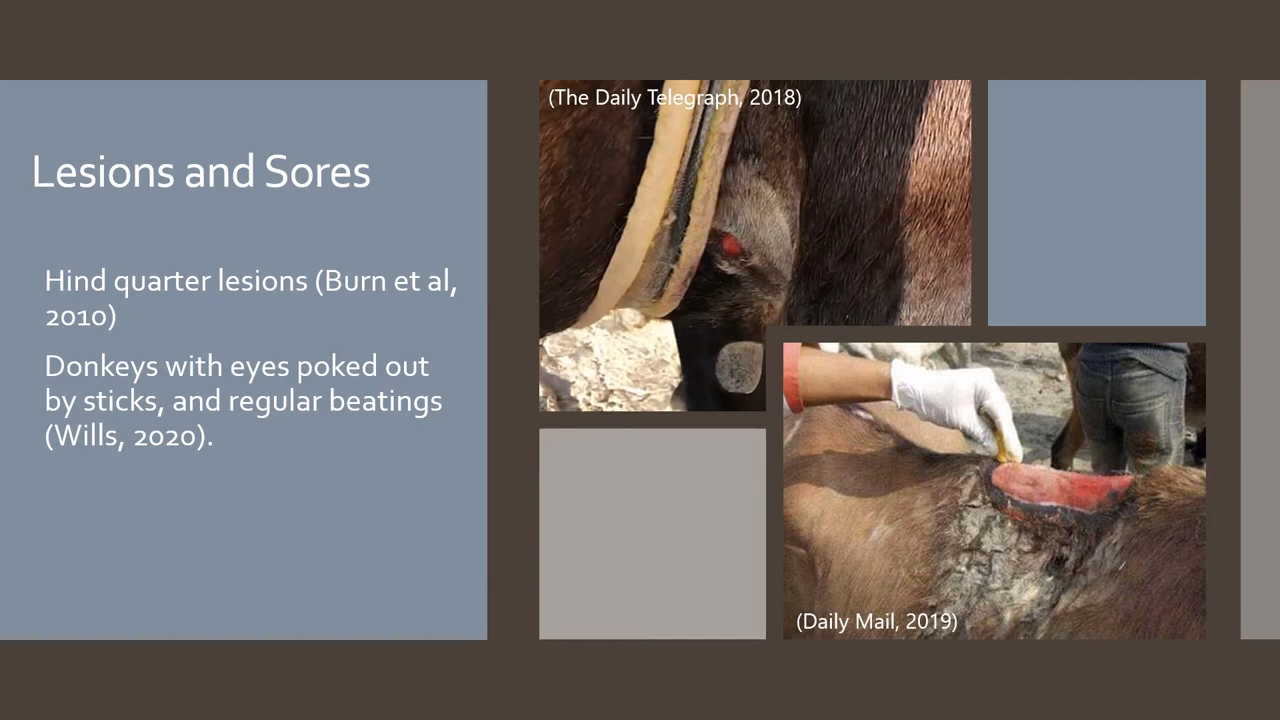 Lesions and Sores
Hind quarter lesions (Burn et al,
2010)
Donkeys with eyes poked out
by sticks, and regular beatings
(Wills, 2020).
(The Daily Telegraph, 2018)
(Daily Mail, 2019)